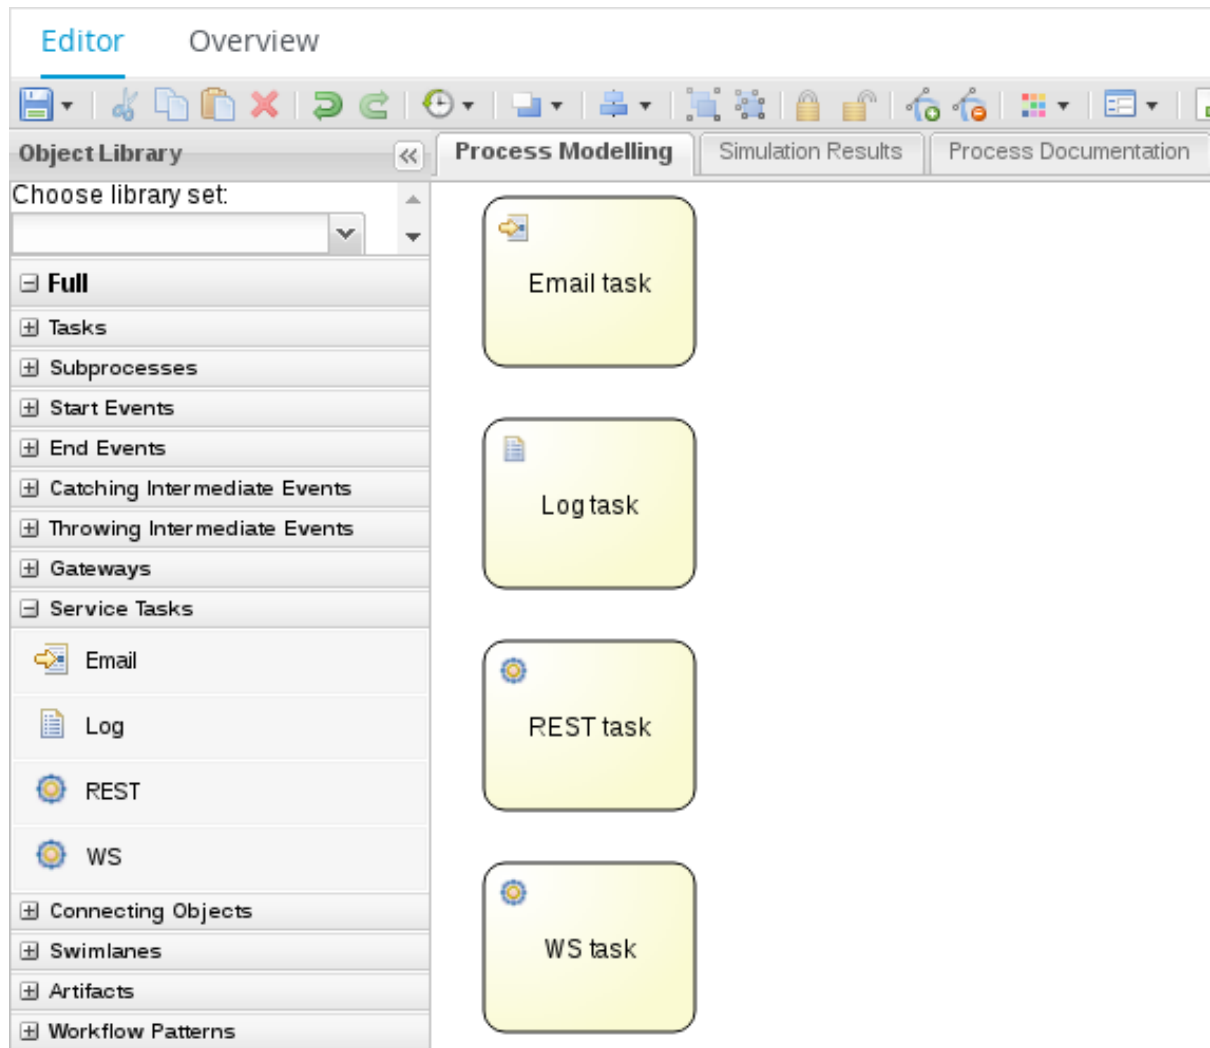 Editor Overview
Object Library
Process Modelling Simulation Results Process Documentation
Choose library set:
Full
Tasks
Subprocesses
Start Events
End Events
Catching Intermediate Events
Throwing Intermediate Events
Gateways
Service Tasks
Email
Log
REST
WS
Connecting Objects
Swimlanes
Artifacts
Workflow Patterns
Email task
Log task
REST task
WS task